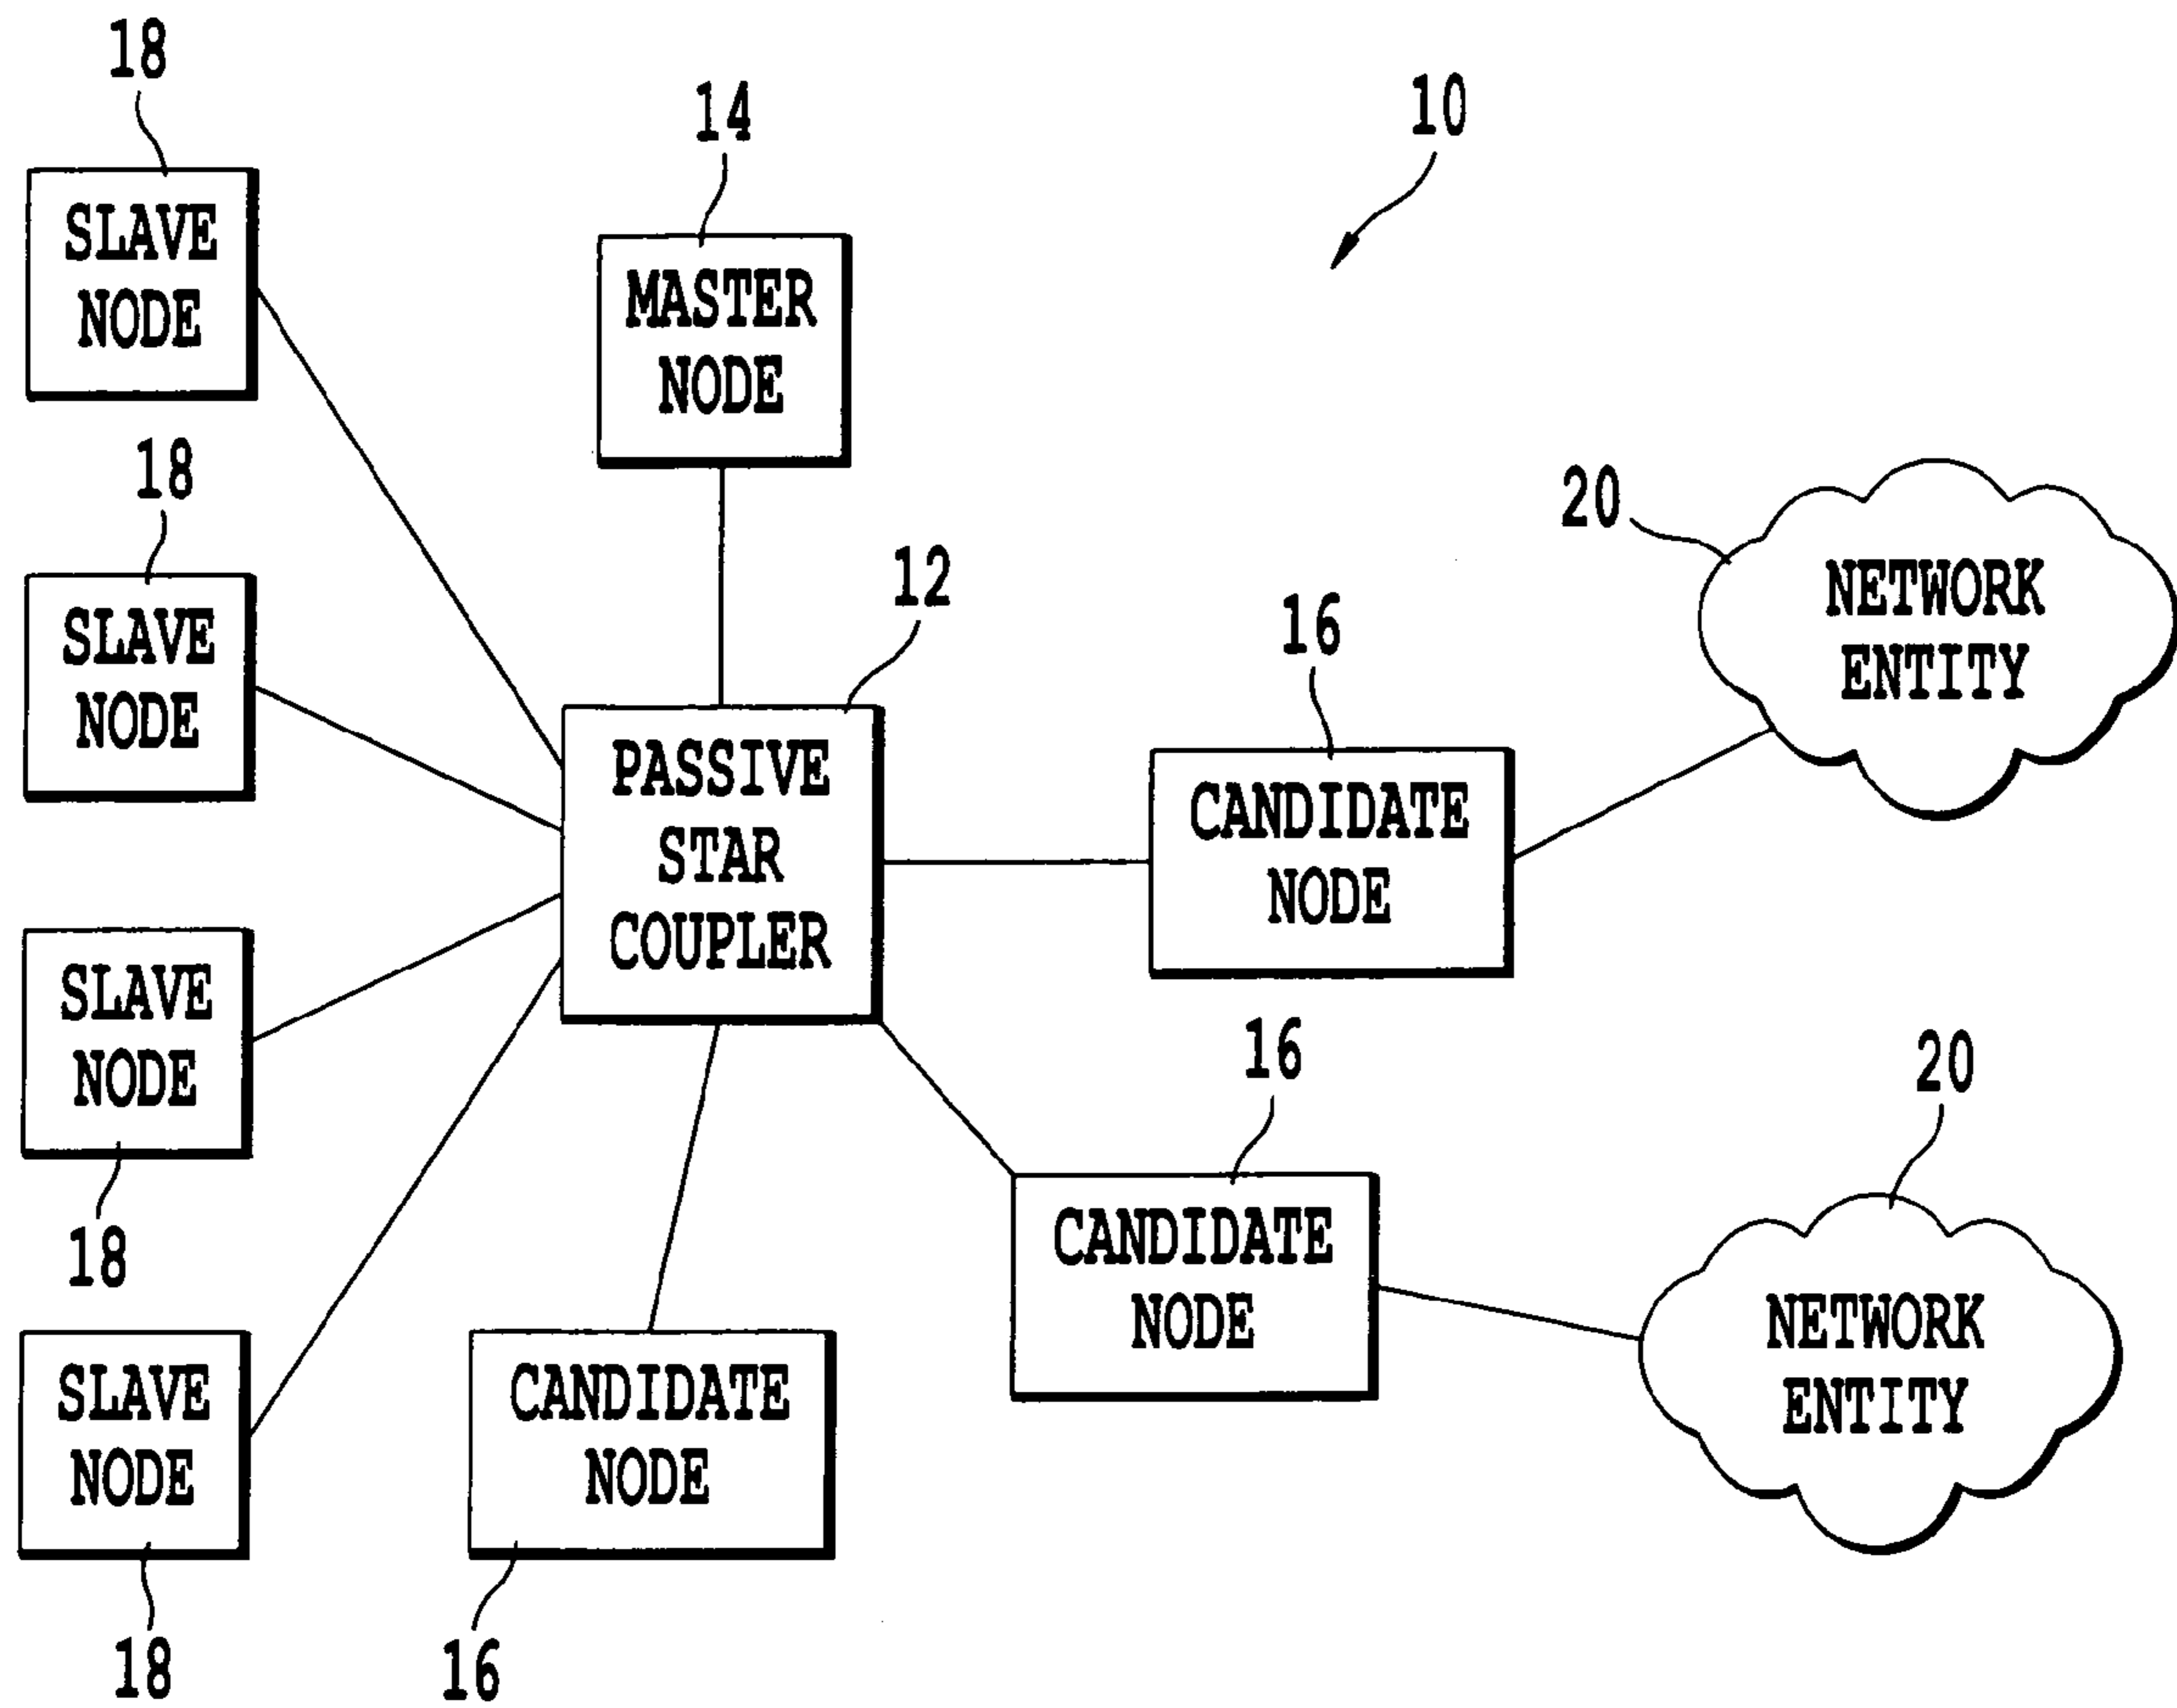 18
14
10
SLAVE
NODE
MASTER
NODE
18
20
12
NETWORK
ENTITY
16
SLAVE
NODE
PASSIVE
STAR
COUPLER
CANDIDATE
NODE
SLAVE
NODE
18
16
20
CANDIDATE
NODE
NETWORK
ENTITY
SLAVE
NODE
18
CANDIDATE
NODE
16